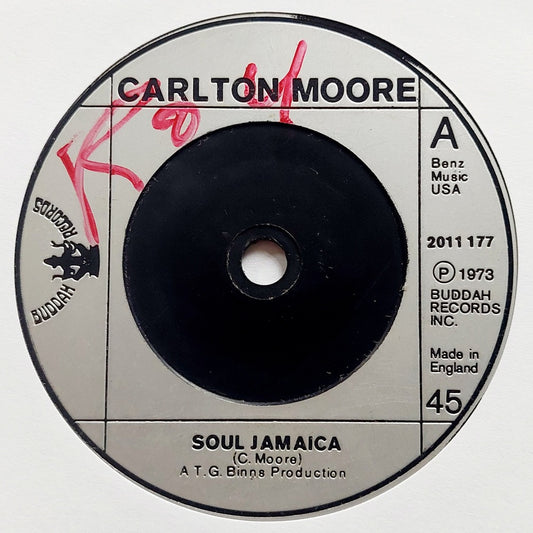 CARLTON MOORE
A
Benz
Music
USA
BUDDAH RECORDS
2011 177
Ⓟ 1973
BUDDAH
RECORDS
INC.
Made in
England
45
SOUL JAMAICA
(C. Moore)
A T.G. Binns Production